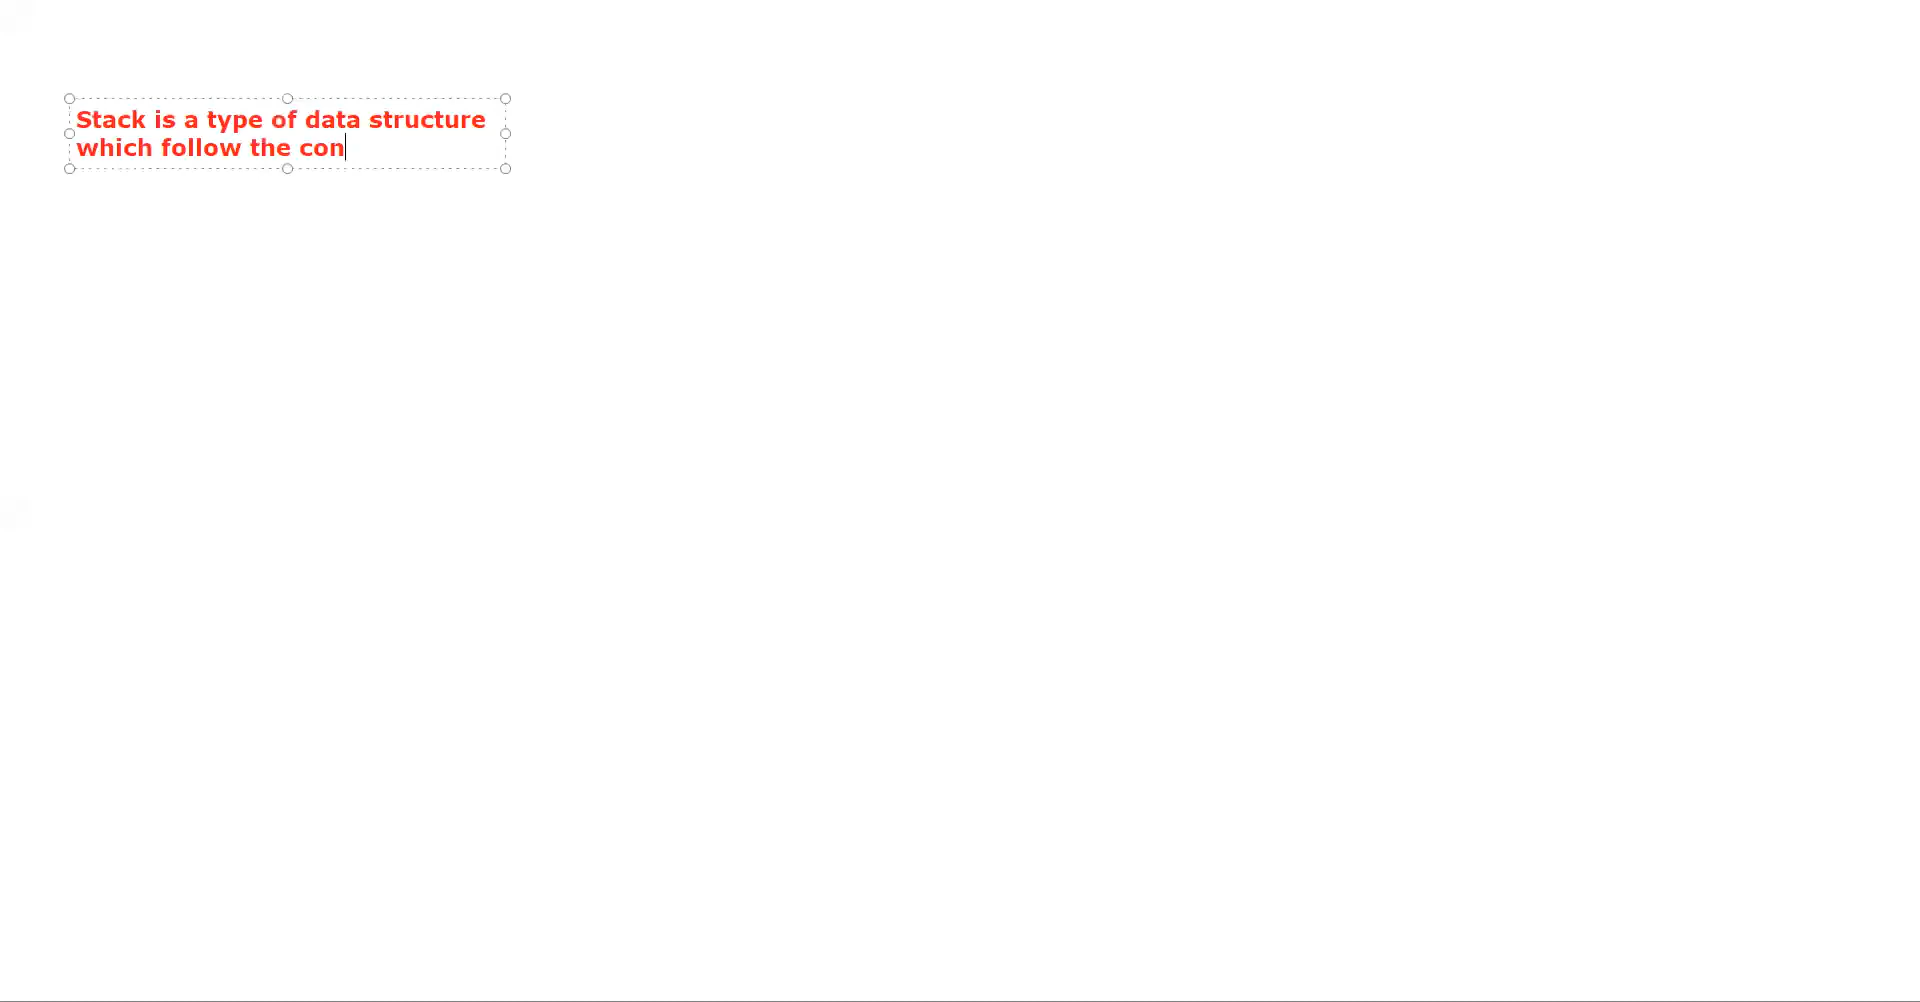 Stack is a type of data structure
which follow the con